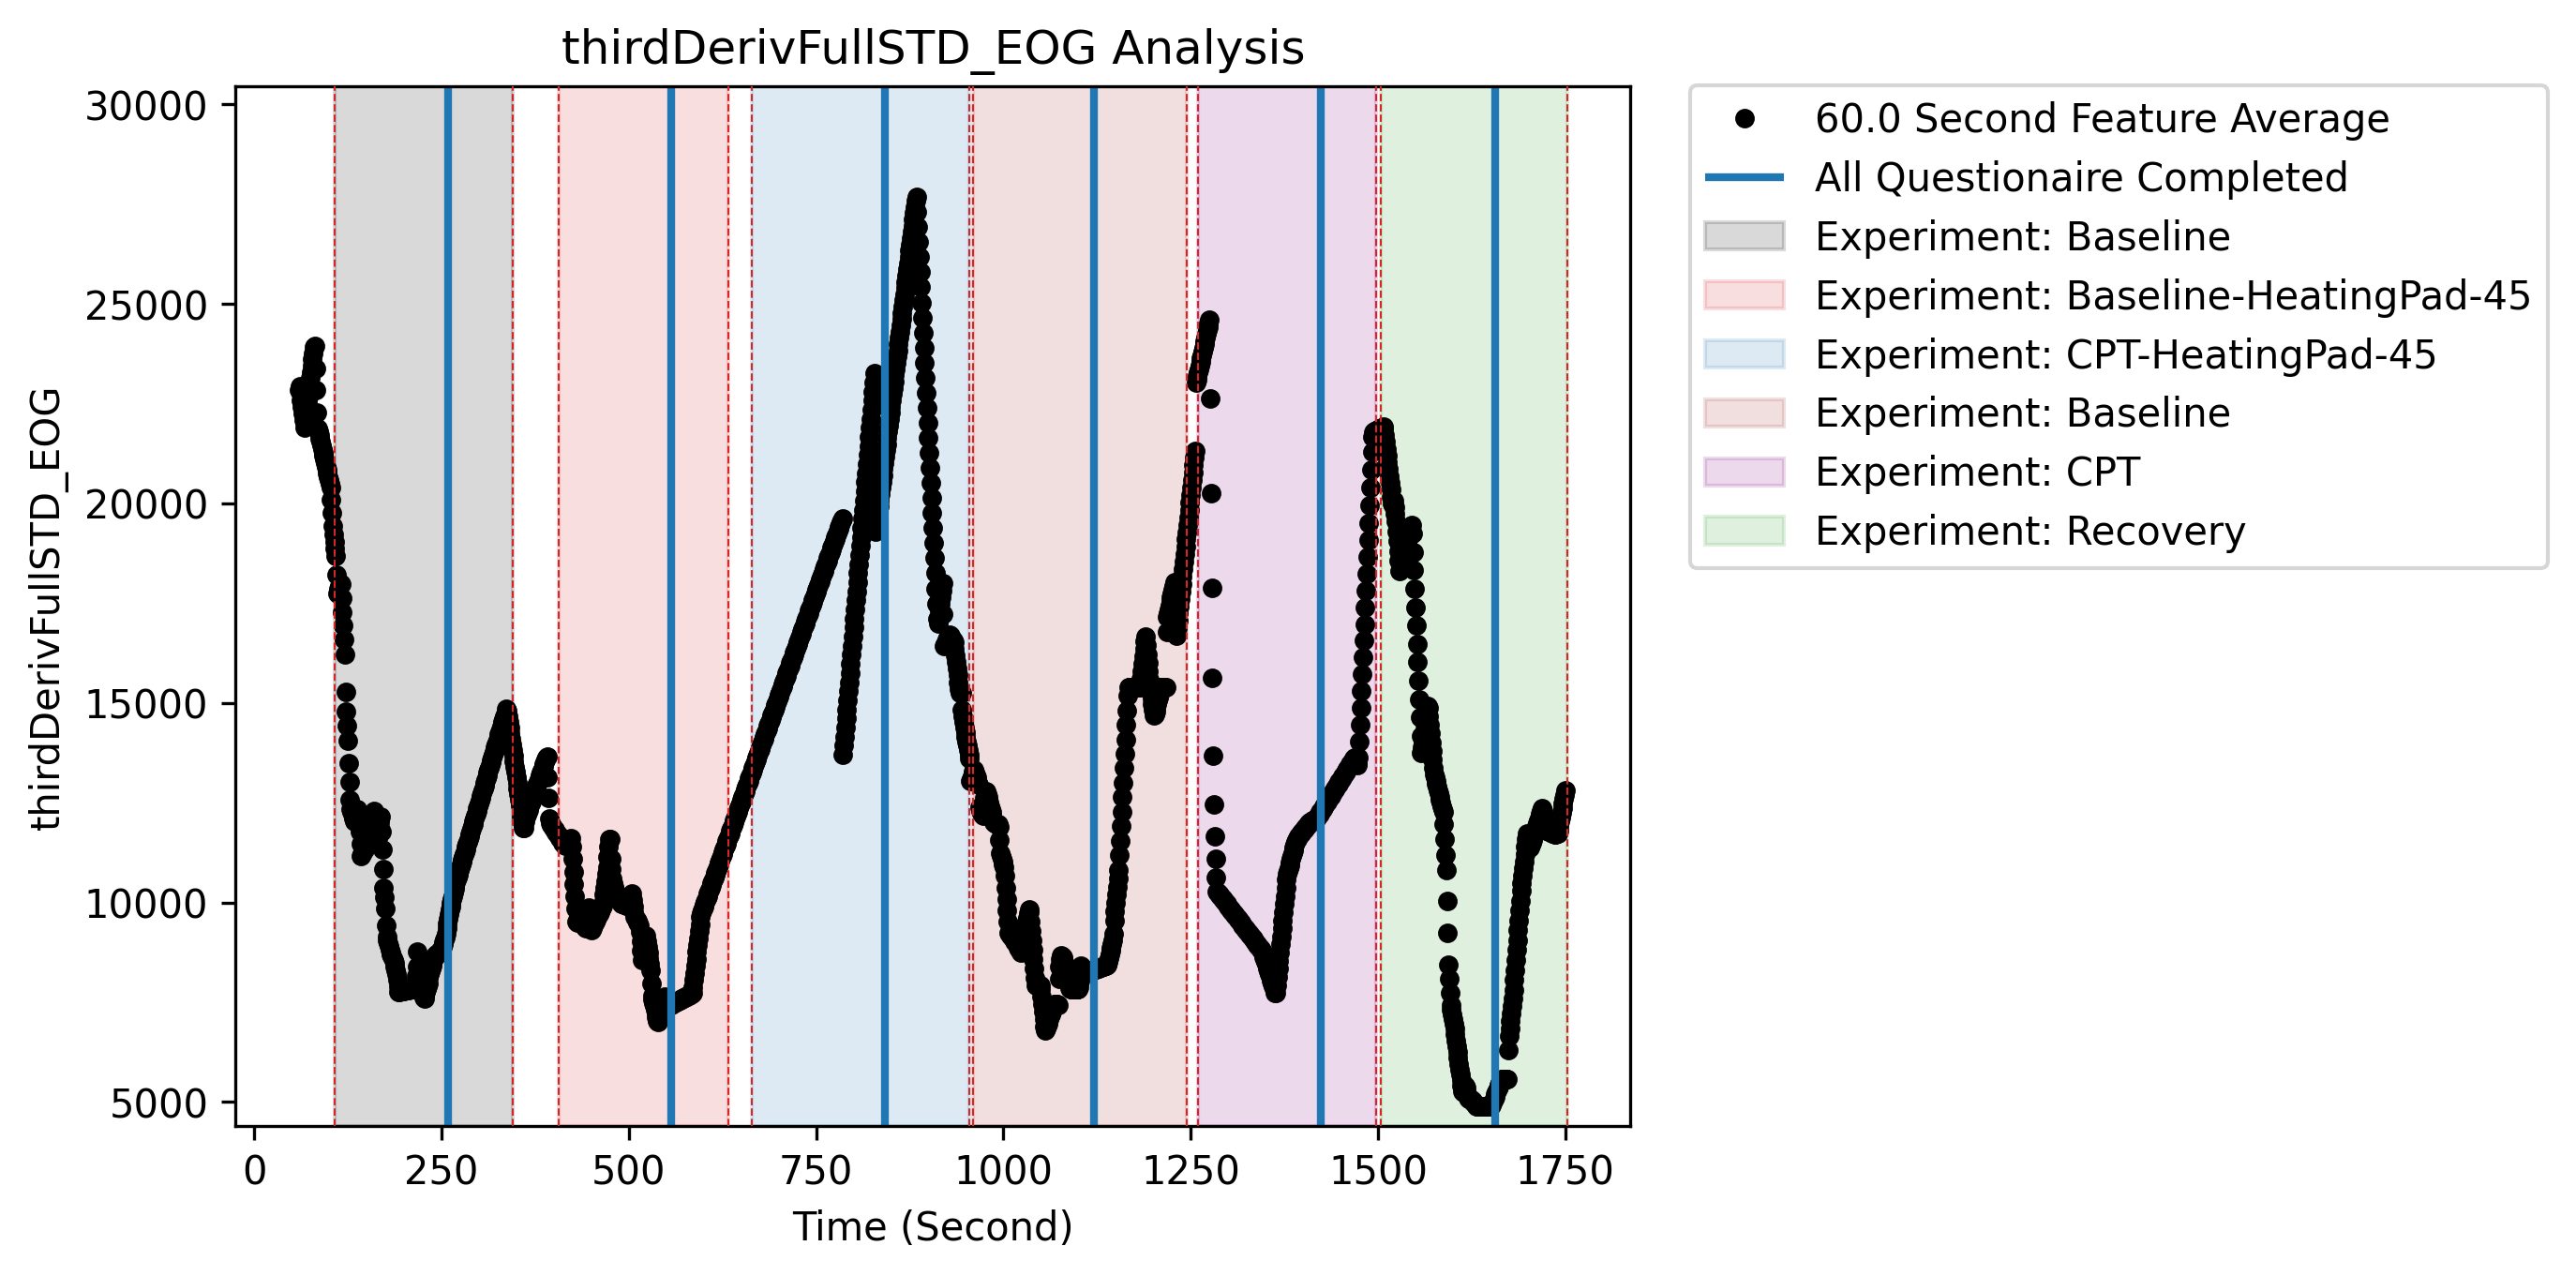 thirdDerivFullSTD_EOG Analysis
thirdDerivFullSTD_EOG
30000
25000
20000
15000
10000
5000
0
250
500
750
1000
1250
1500
1750
Time (Second)
60.0 Second Feature Average
All Questionaire Completed
Experiment: Baseline
Experiment: Baseline-HeatingPad-45
Experiment: CPT-HeatingPad-45
Experiment: Baseline
Experiment: CPT
Experiment: Recovery